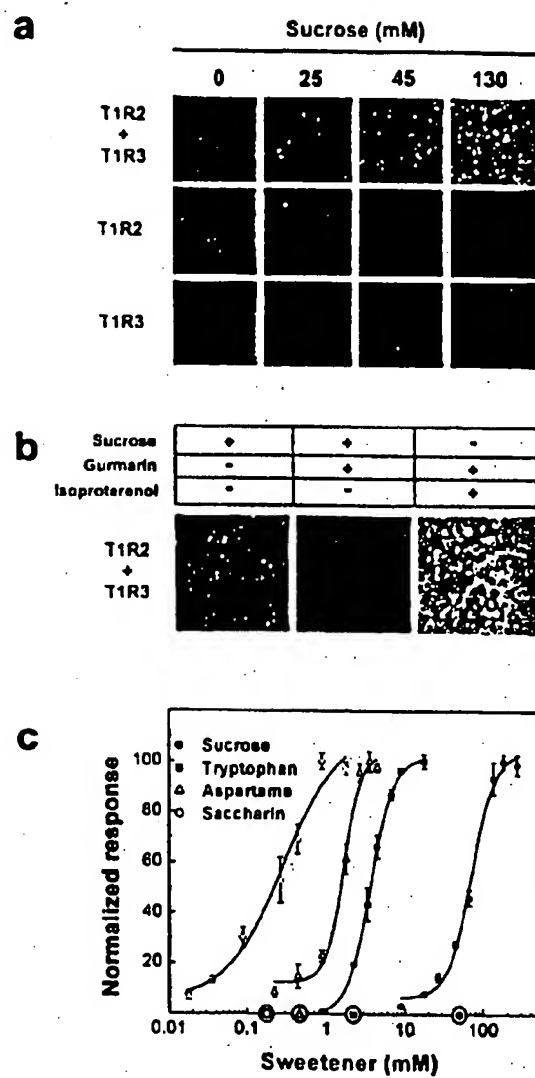 a
Sucrose (mM)
0 25 45 130
T1R2
+
T1R3
T1R2
T1R3
b
Sucrose + + -
Gurmarin - + +
Isoproterenol - - +
T1R2
+
T1R3
c
Normalized response
100
80
60
40
20
Sucrose
Tryptophan
Aspartame
Saccharin
0.01 0.1 1 10 100
Sweetener (mM)